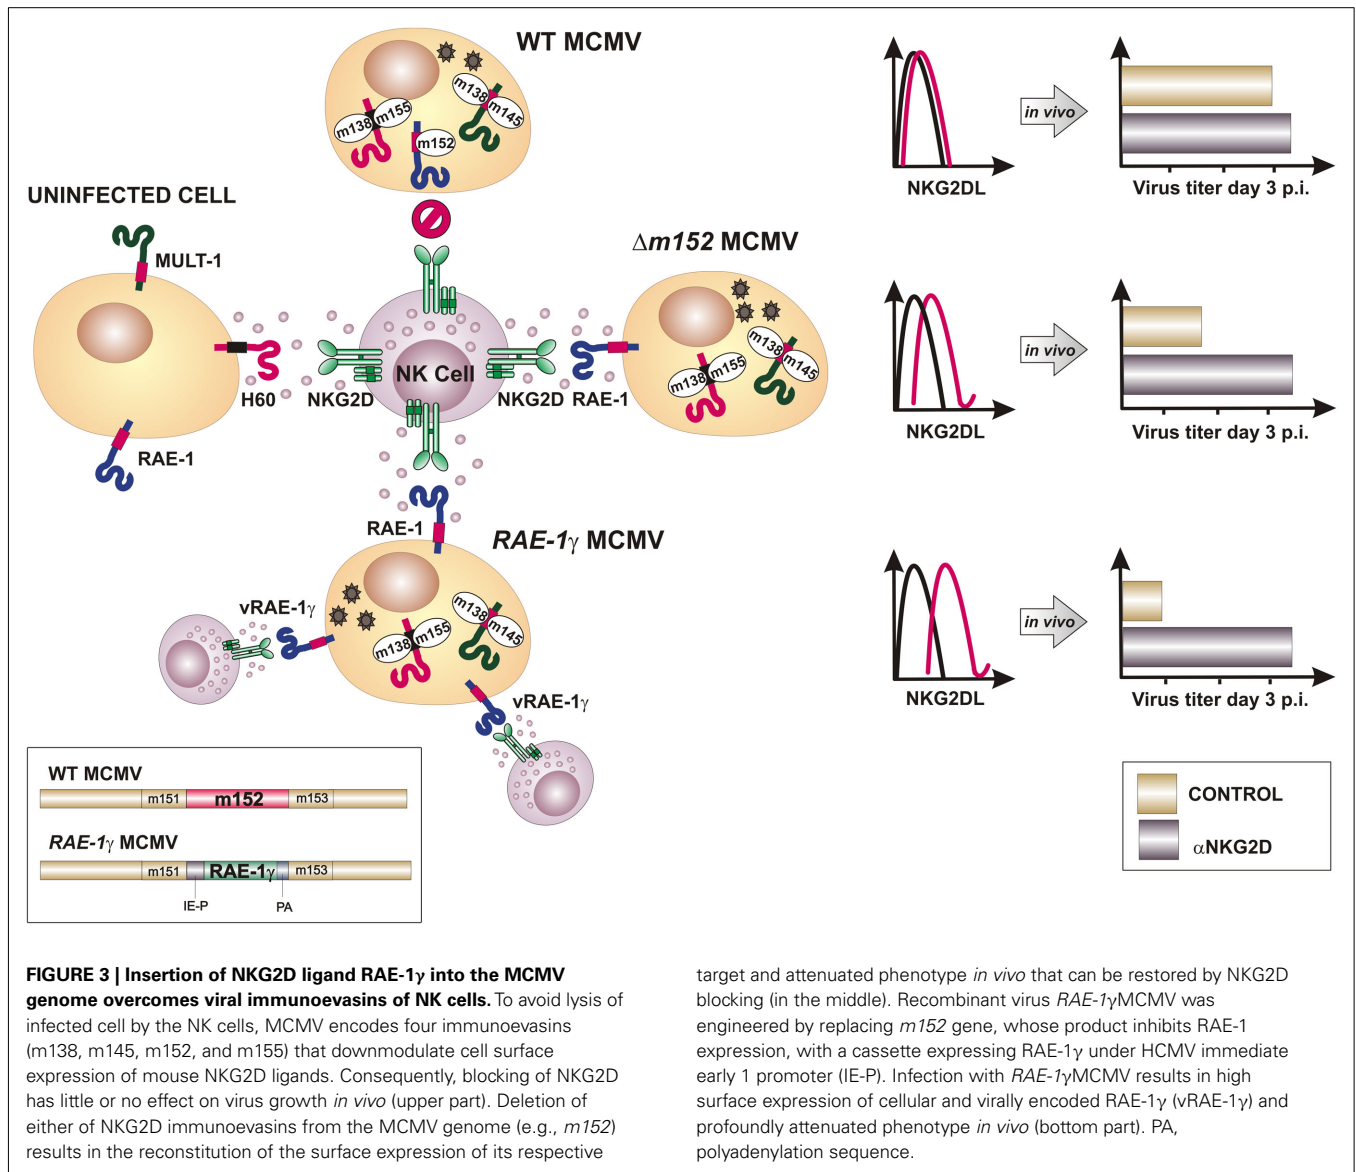 WT MCMV
m138
m155
m152
m138
m145
NKG2DL
in vivo
Virus titer day 3 p.i.
UNINFECTED CELL
MULT-1
H60
RAE-1
NKG2D
NK Cell
NKG2D
RAE-1
Δm152 MCMV
m138
m155
m138
m145
NKG2DL
in vivo
Virus titer day 3 p.i.
RAE-1
RAE-1γ MCMV
vRAE-1γ
m138
m155
m138
m145
vRAE-1γ
NKG2DL
in vivo
Virus titer day 3 p.i.
WT MCMV
m151
m152
m153
RAE-1γ MCMV
m151
RAE-1γ
m153
IE-P
PA
CONTROL
αNKG2D
FIGURE 3 | Insertion of NKG2D ligand RAE-1γ into the MCMV
genome overcomes viral immunoevasins of NK cells. To avoid lysis of
infected cell by the NK cells, MCMV encodes four immunoevasins
(m138, m145, m152, and m155) that downmodulate cell surface
expression of mouse NKG2D ligands. Consequently, blocking of NKG2D
has little or no effect on virus growth in vivo (upper part). Deletion of
either of NKG2D immunoevasins from the MCMV genome (e.g., m152)
results in the reconstitution of the surface expression of its respective
target and attenuated phenotype in vivo that can be restored by NKG2D
blocking (in the middle). Recombinant virus RAE-1γMCMV was
engineered by replacing m152 gene, whose product inhibits RAE-1
expression, with a cassette expressing RAE-1γ under HCMV immediate
early 1 promoter (IE-P). Infection with RAE-1γMCMV results in high
surface expression of cellular and virally encoded RAE-1γ (vRAE-1γ) and
profoundly attenuated phenotype in vivo (bottom part). PA,
polyadenylation sequence.